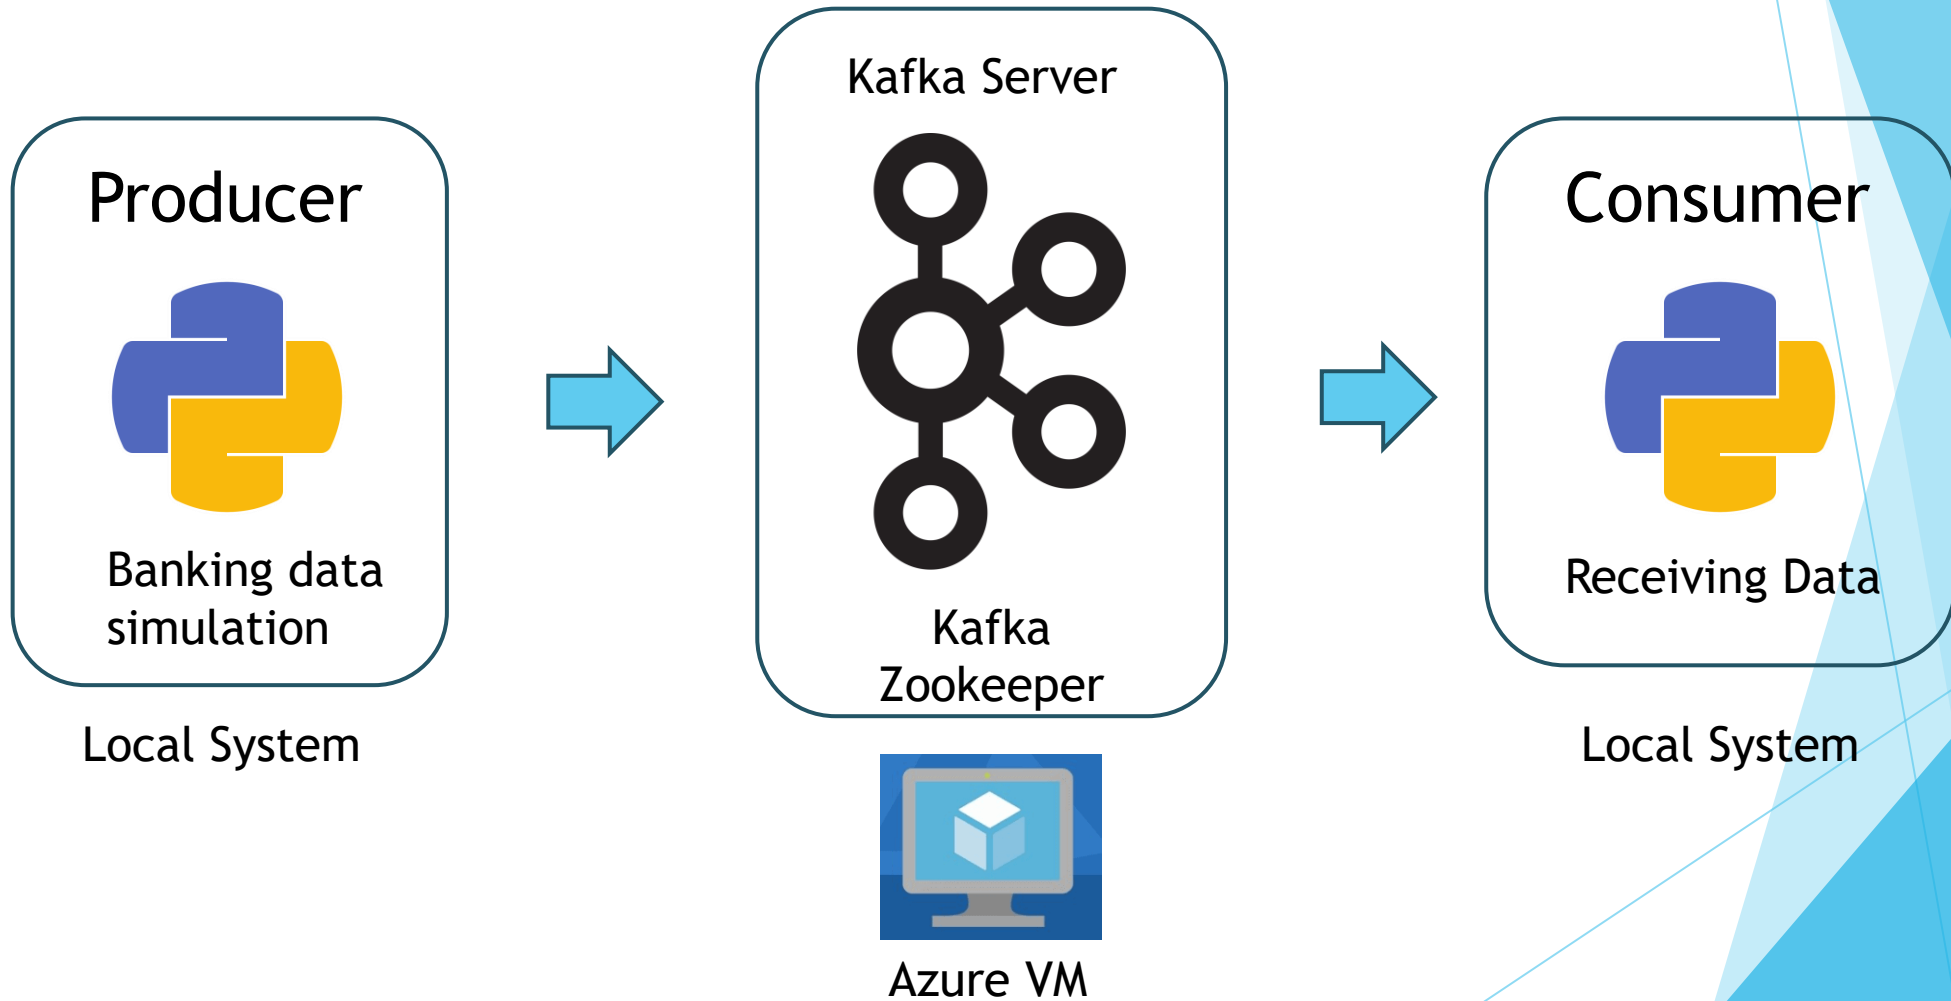 Producer
Banking data
simulation
Local System
Kafka Server
Kafka
Zookeeper
Azure VM
Consumer
Receiving Data
Local System